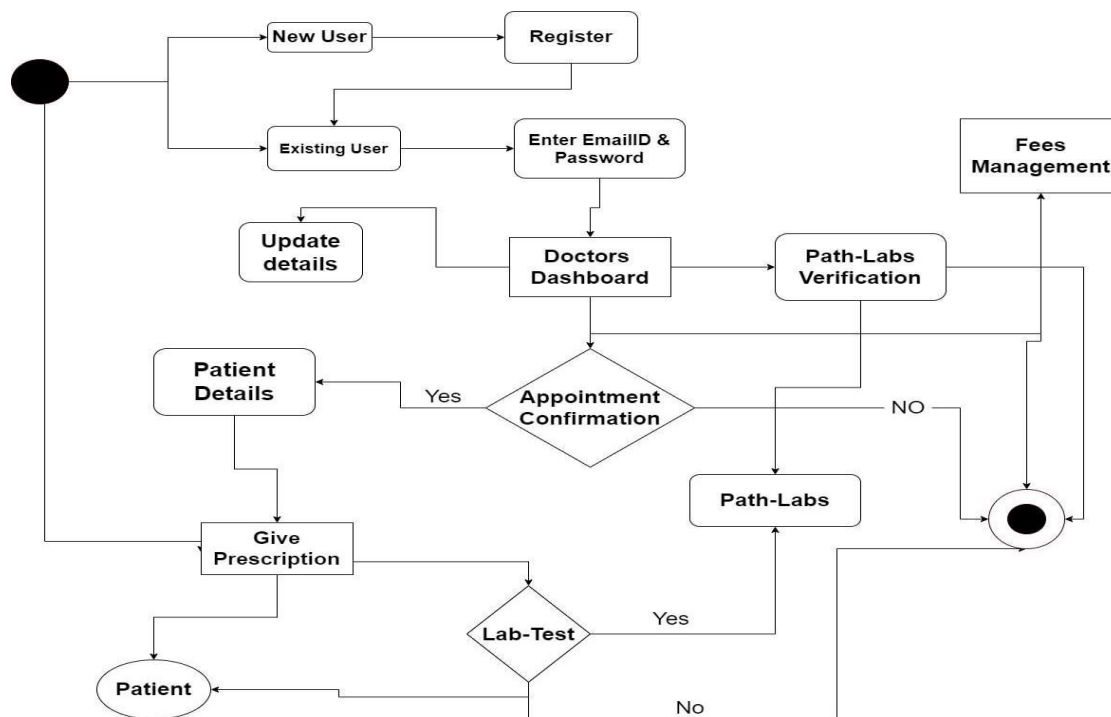 New User
Register
Existing User
Enter EmailID &
Password
Fees
Management
Update
details
Doctors
Dashboard
Path-Labs
Verification
Patient
Details
Yes
Appointment
Confirmation
NO
Path-Labs
Give
Prescription
Lab-Test
Yes
Patient
No